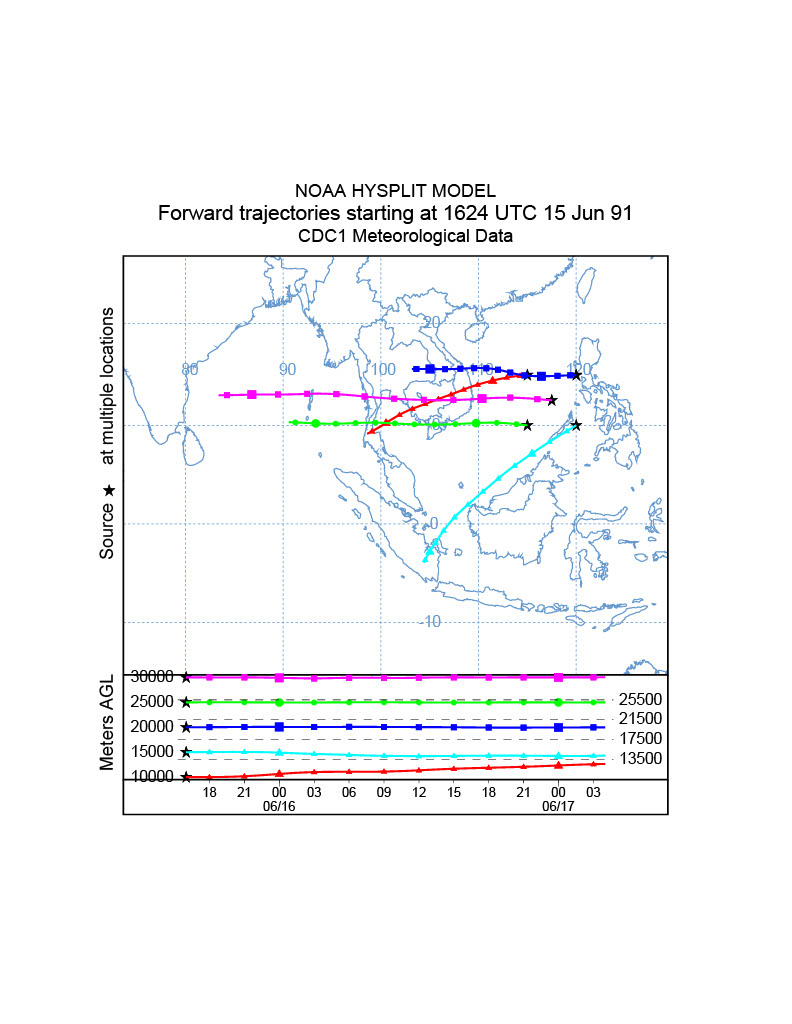 NOAA HYSPLIT MODEL
Forward trajectories starting at 1624 UTC 15 Jun 91
CDC1 Meteorological Data
Source ★ at multiple locations
20
80 90 100
0
-10
Meters AGL
30000
25000 25500
21500
20000
17500
15000
13500
10000
18 21 00 03 06 09 12 15 18 21 00 03
06/16 06/17